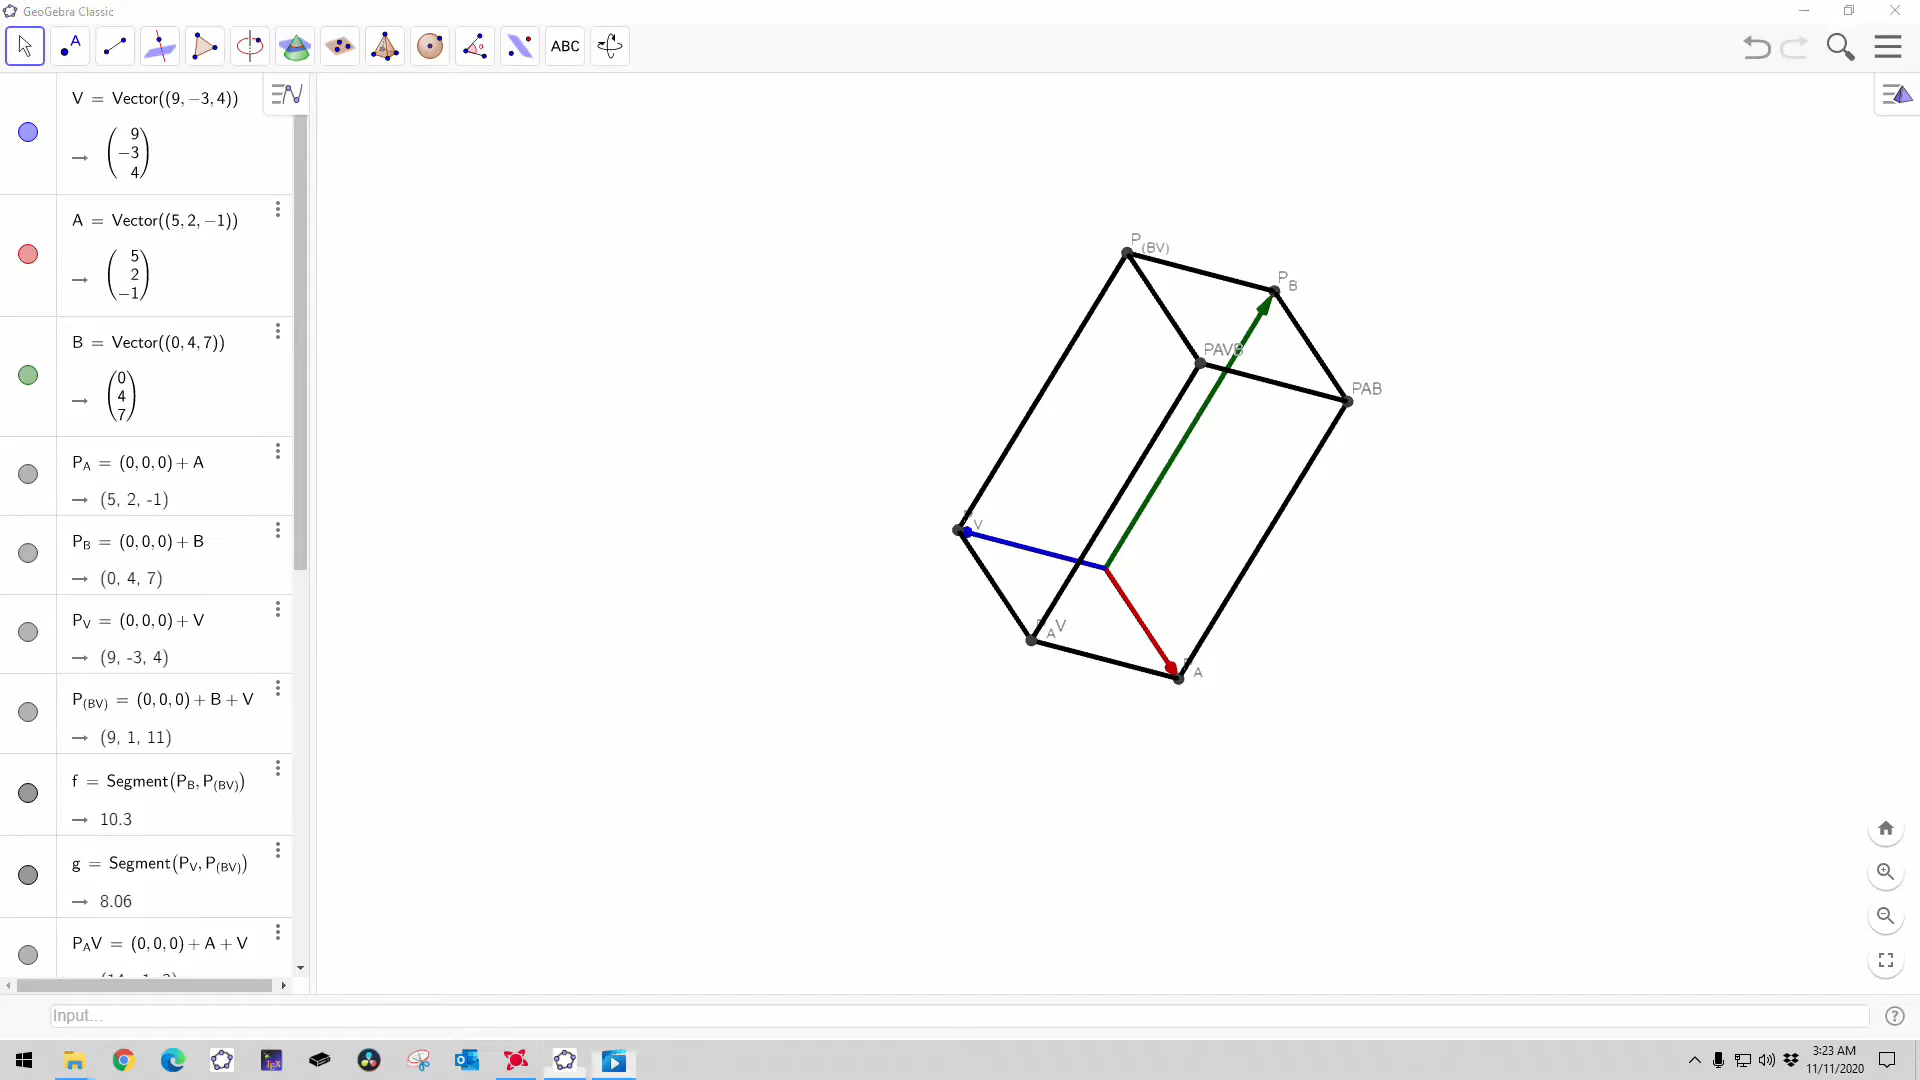 GeoGebra Classic
A
ABC
V = Vector((9, −3, 4))
→ (9
−3
4)
A = Vector((5, 2, −1))
→ (5
2
−1)
B = Vector((0, 4, 7))
→ (0
4
7)
P_A = (0, 0, 0) + A
→ (5, 2, -1)
P_B = (0, 0, 0) + B
→ (0, 4, 7)
P_V = (0, 0, 0) + V
→ (9, -3, 4)
P_(BV) = (0, 0, 0) + B + V
→ (9, 1, 11)
f = Segment(P_B, P_(BV))
→ 10.3
g = Segment(P_V, P_(BV))
→ 8.06
P_AV = (0, 0, 0) + A + V
P_(BV)
P_B
PAVB
PAB
P_V
P_AV
P_A
Input...
3:23 AM
11/11/2020